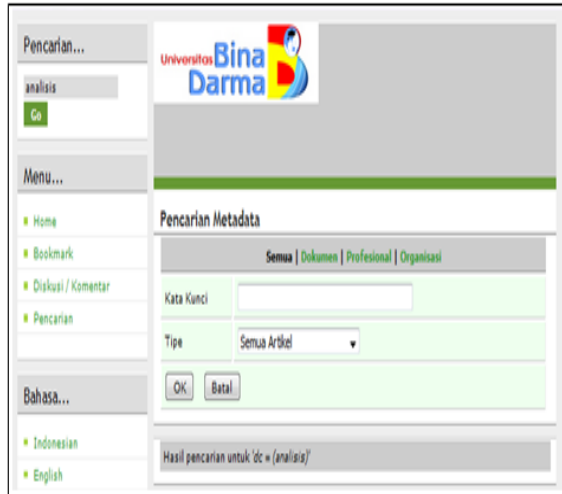 Pencarian...
analisis
Go
Menu...
Home
Bookmark
Diskusi / Komentar
Pencarian
Bahasa...
Indonesian
English
Universitas Bina
Darma
Pencarian Metadata
Semua | Dokumen | Profesional | Organisasi
Kata Kunci
Tipe Semua Artikel
OK Batal
Hasil pencarian untuk 'dc = (analisis)'